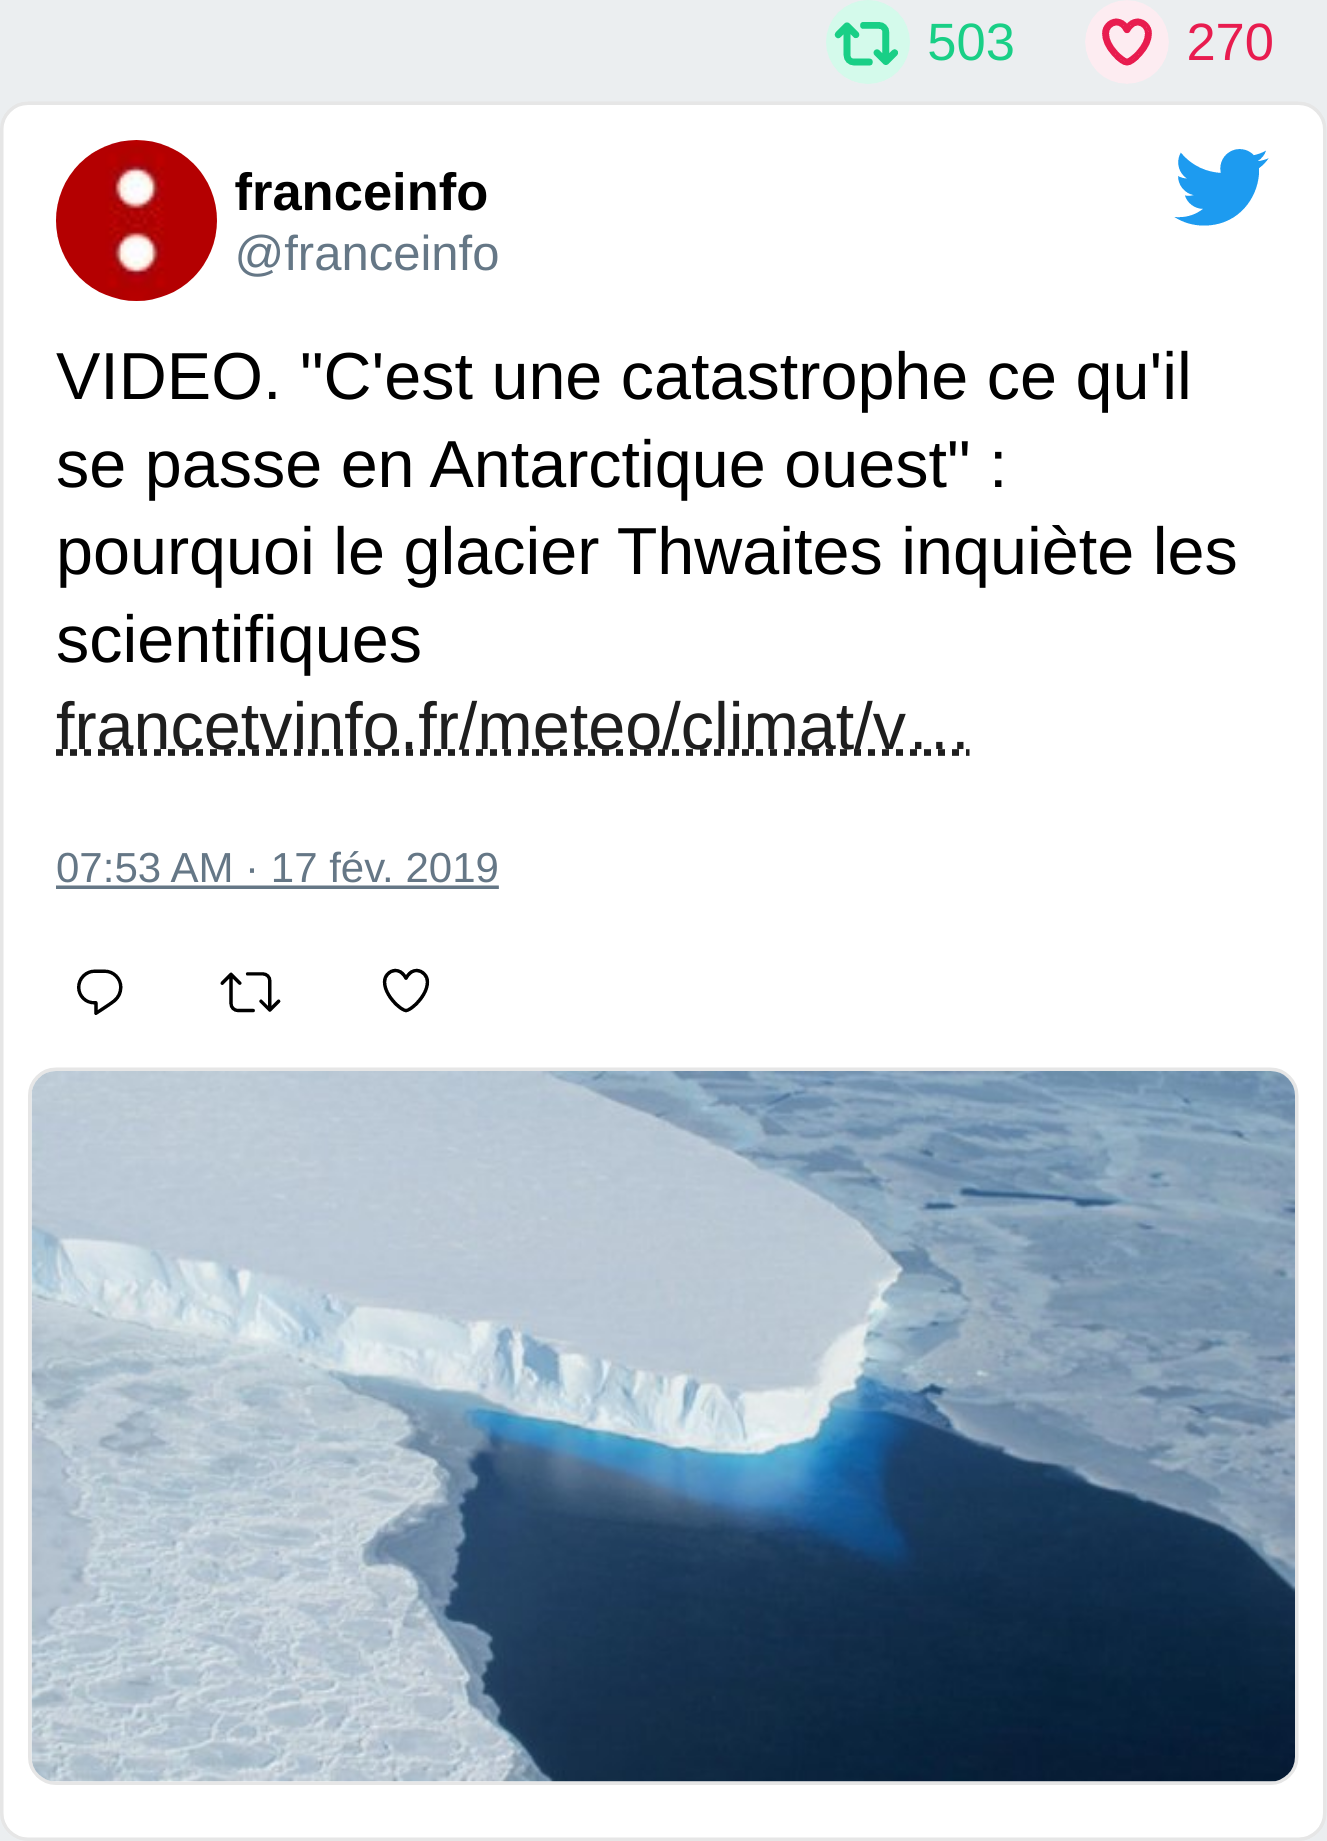 503 270
franceinfo
@franceinfo
VIDEO. "C'est une catastrophe ce qu'il
se passe en Antarctique ouest" :
pourquoi le glacier Thwaites inquiète les
scientifiques
francetvinfo.fr/meteo/climat/v…
07:53 AM · 17 fév. 2019